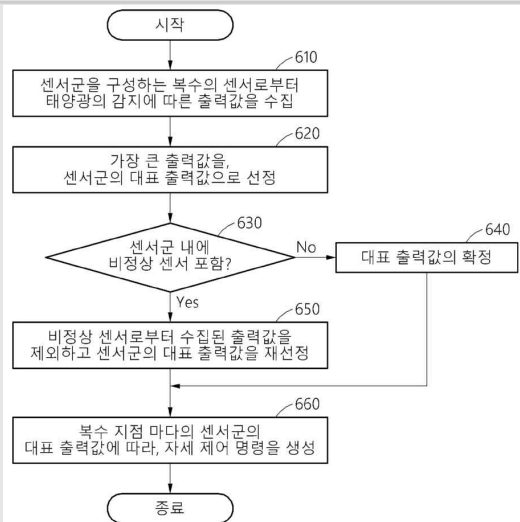 시작
610
센서군을 구성하는 복수의 센서로부터
태양광의 감지에 따른 출력값을 수집
620
가장 큰 출력값을,
센서군의 대표 출력값으로 선정
630
센서군 내에
비정상 센서 포함?
No
640
대표 출력값의 확정
Yes
650
비정상 센서로부터 수집된 출력값을
제외하고 센서군의 대표 출력값을 재선정
660
복수 지점 마다의 센서군의
대표 출력값에 따라, 자세 제어 명령을 생성
종료